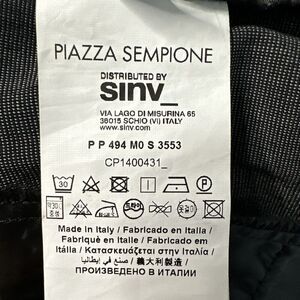 PIAZZA SEMPIONE
DISTRIBUTED BY
sinv_
VIA LAGO DI MISURINA 65
36015 SCHIO (VI) ITALY
www.sinv.com
P P 494 M0 S 3553
CP1400431_
30
Made in Italy / Fabricado en Italia /
Fabriqué en Italie / Fabricado em
Itália / Κατασκευάζεται στην Ιταλία /
صنع في إيطاليا / 義大利製造 /
ПРОИЗВЕДЕНО В ИТАЛИИ